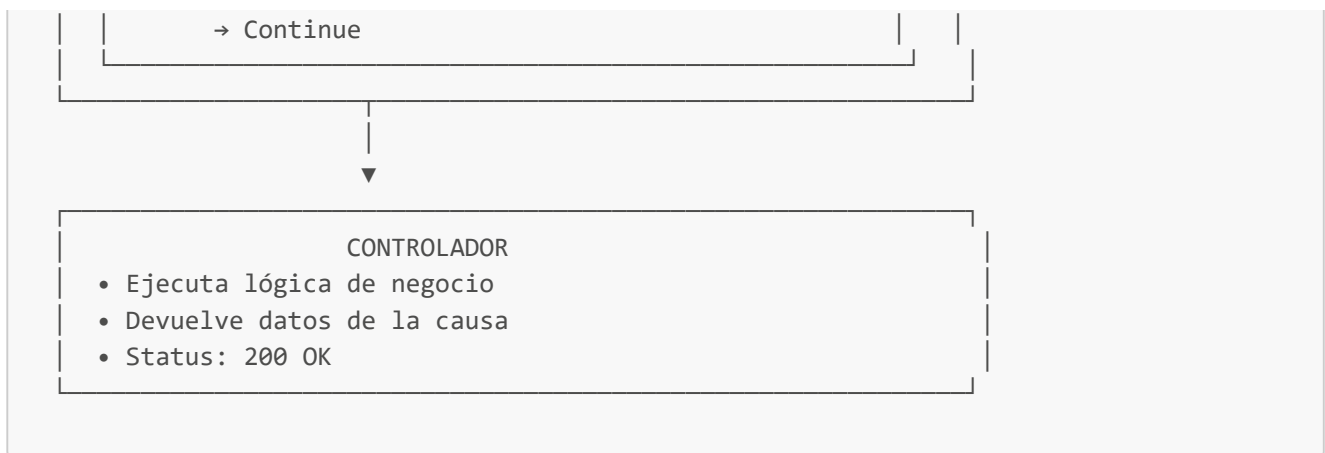 → Continue
▼
CONTROLADOR
• Ejecuta lógica de negocio
• Devuelve datos de la causa
• Status: 200 OK